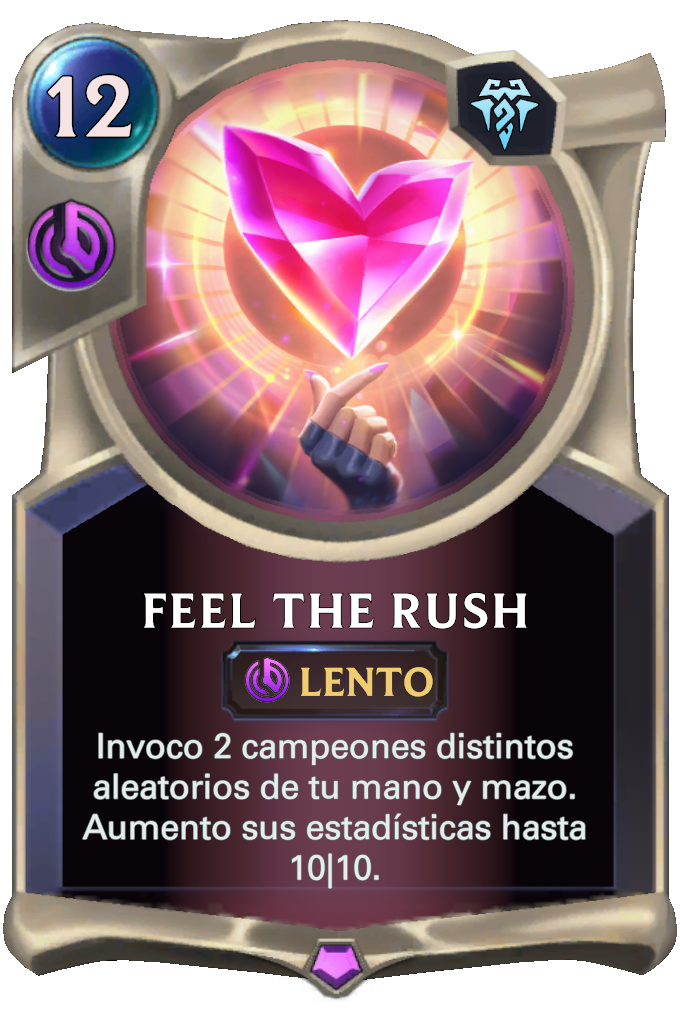 12
FEEL THE RUSH
LENTO
Invoco 2 campeones distintos
aleatorios de tu mano y mazo.
Aumento sus estadísticas hasta
10|10.